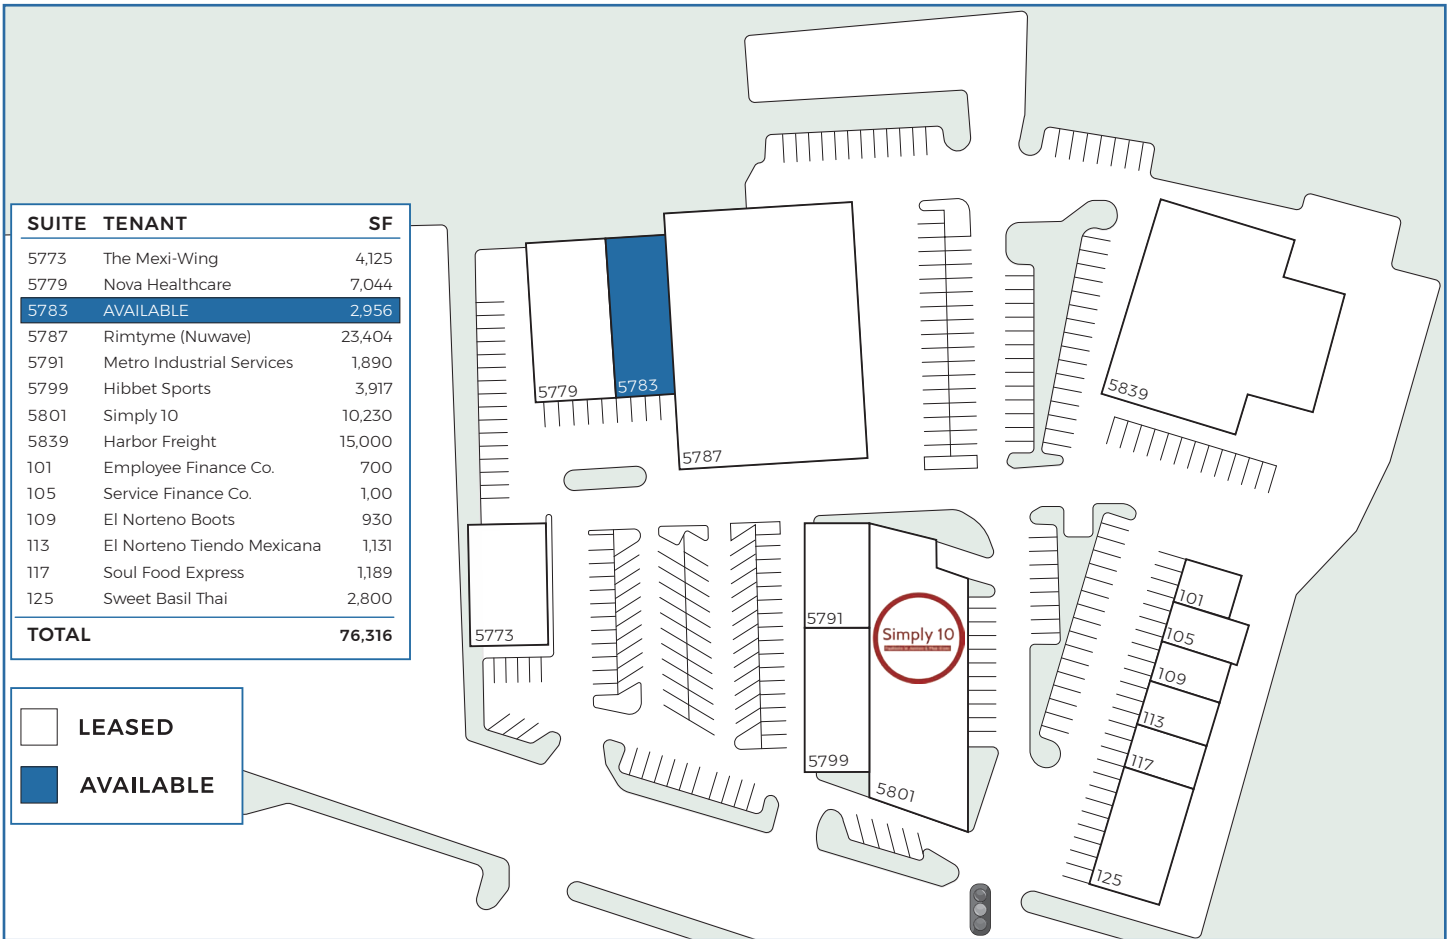 SUITE TENANT SF
5773 The Mexi-Wing 4,125
5779 Nova Healthcare 7,044
5783 AVAILABLE 2,956
5787 Rimtyme (Nuwave) 23,404
5791 Metro Industrial Services 1,890
5799 Hibbet Sports 3,917
5801 Simply 10 10,230
5839 Harbor Freight 15,000
101 Employee Finance Co. 700
105 Service Finance Co. 1,00
109 El Norteno Boots 930
113 El Norteno Tiendo Mexicana 1,131
117 Soul Food Express 1,189
125 Sweet Basil Thai 2,800
TOTAL 76,316
LEASED
AVAILABLE
5779
5783
5787
5839
5773
5791
Simply 10
5799
5801
101
105
109
113
117
125